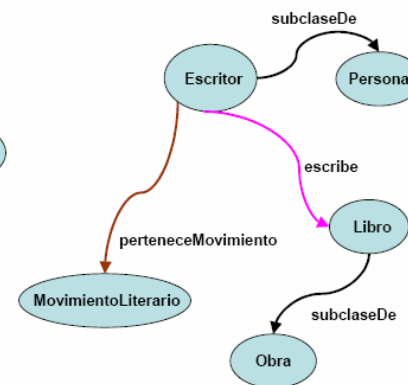 subclaseDe
Escritor
Persona
escribe
Libro
perteneceMovimiento
MovimientoLiterario
subclaseDe
Obra